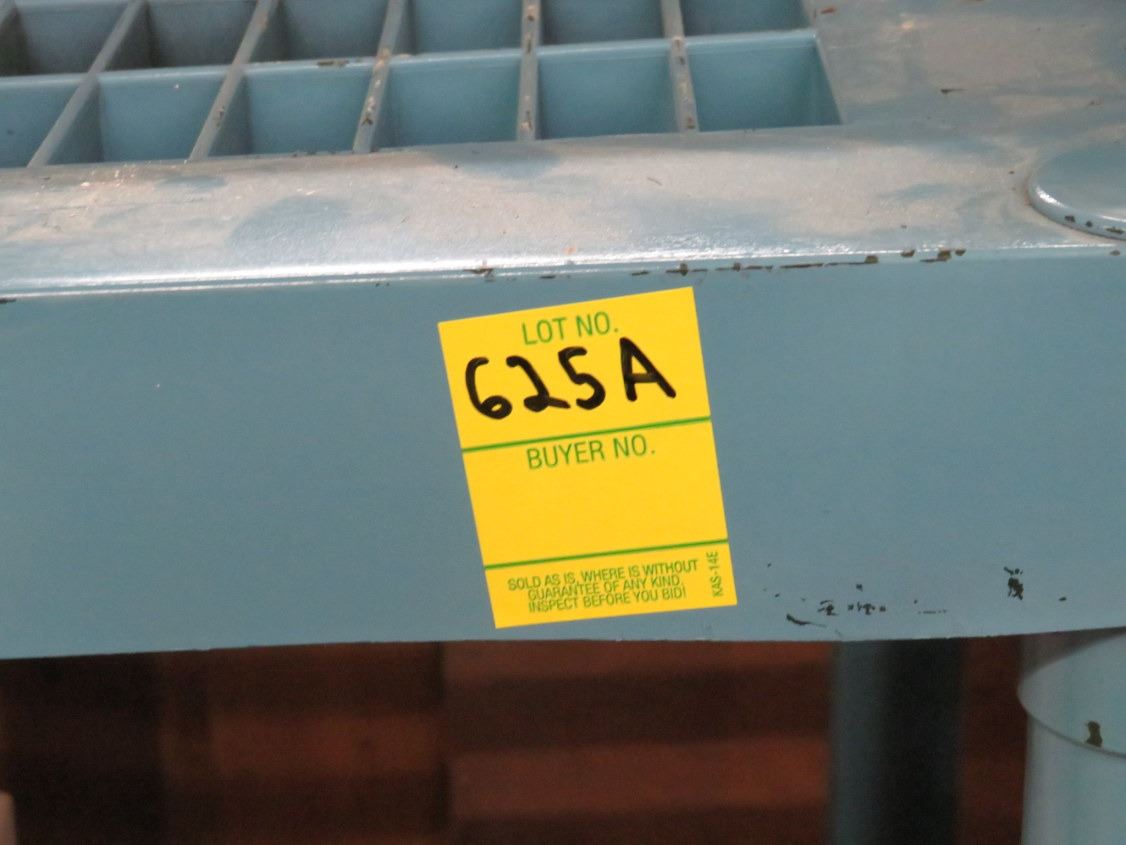 LOT NO.
625A
BUYER NO.
SOLD AS IS, WHERE IS WITHOUT
GUARANTEE OF ANY KIND,
INSPECT BEFORE YOU BID!
KAS-14E